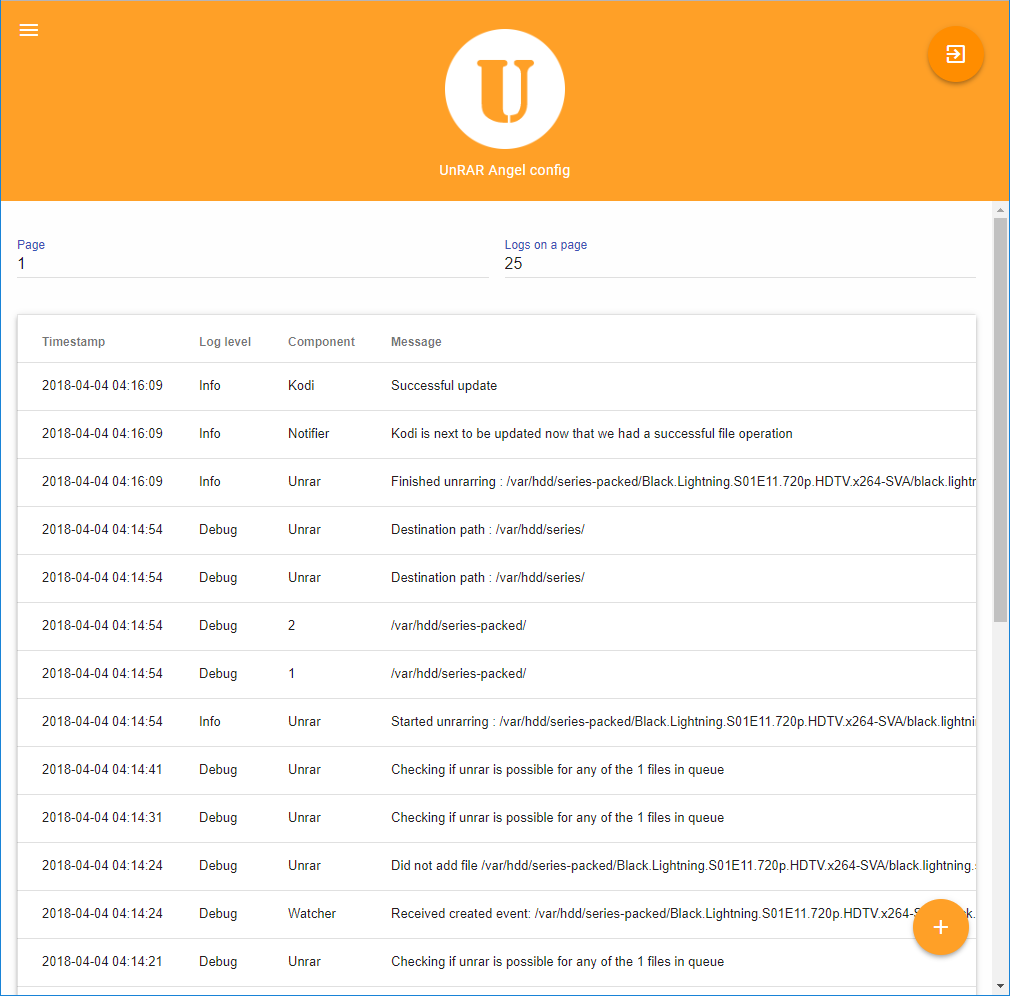 U
UnRAR Angel config
Page Logs on a page
1 25
Timestamp Log level Component Message
2018-04-04 04:16:09 Info Kodi Successful update
2018-04-04 04:16:09 Info Notifier Kodi is next to be updated now that we had a successful file operation
2018-04-04 04:16:09 Info Unrar Finished unrarring : /var/hdd/series-packed/Black.Lightning.S01E11.720p.HDTV.x264-SVA/black.lightr
2018-04-04 04:14:54 Debug Unrar Destination path : /var/hdd/series/
2018-04-04 04:14:54 Debug Unrar Destination path : /var/hdd/series/
2018-04-04 04:14:54 Debug 2 /var/hdd/series-packed/
2018-04-04 04:14:54 Debug 1 /var/hdd/series-packed/
2018-04-04 04:14:54 Info Unrar Started unrarring : /var/hdd/series-packed/Black.Lightning.S01E11.720p.HDTV.x264-SVA/black.lightni
2018-04-04 04:14:41 Debug Unrar Checking if unrar is possible for any of the 1 files in queue
2018-04-04 04:14:31 Debug Unrar Checking if unrar is possible for any of the 1 files in queue
2018-04-04 04:14:24 Debug Unrar Did not add file /var/hdd/series-packed/Black.Lightning.S01E11.720p.HDTV.x264-SVA/black.lightning.
2018-04-04 04:14:24 Debug Watcher Received created event: /var/hdd/series-packed/Black.Lightning.S01E11.720p.HDTV.x264-
2018-04-04 04:14:21 Debug Unrar Checking if unrar is possible for any of the 1 files in queue